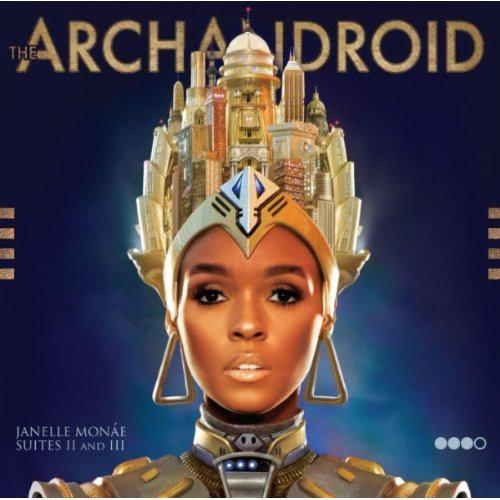 THE ARCHANDROID
JANELLE MONÁE
SUITES II AND III